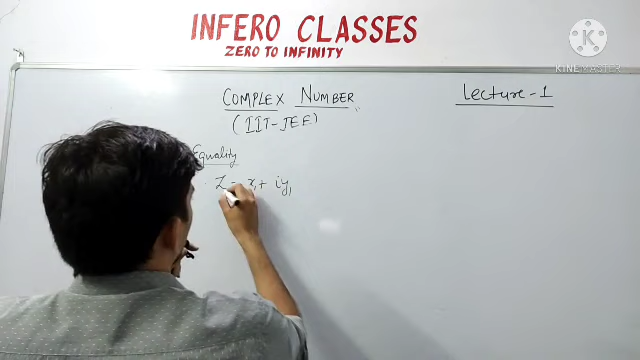 INFERO CLASSES
ZERO TO INFINITY
KINEMASTER
COMPLEX NUMBER
Lecture - 1
(IIT-JEE)
Equality
Z = x₁ + iy₁